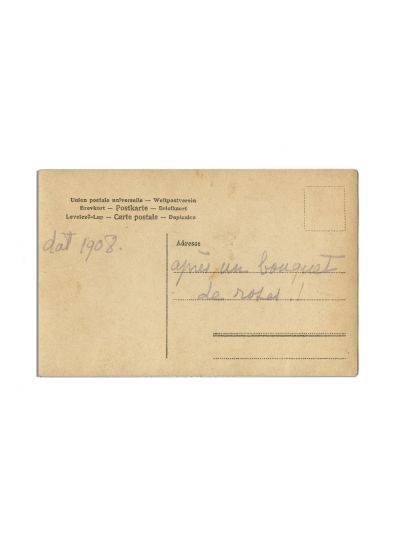 Union postale universelle — Weltpostverein
Brevkort — Postkarte — Briefkaart
Levelező-Lap — Carte postale — Dopisnice
dat 1908.
Adresse
après un bouquet
de roses !